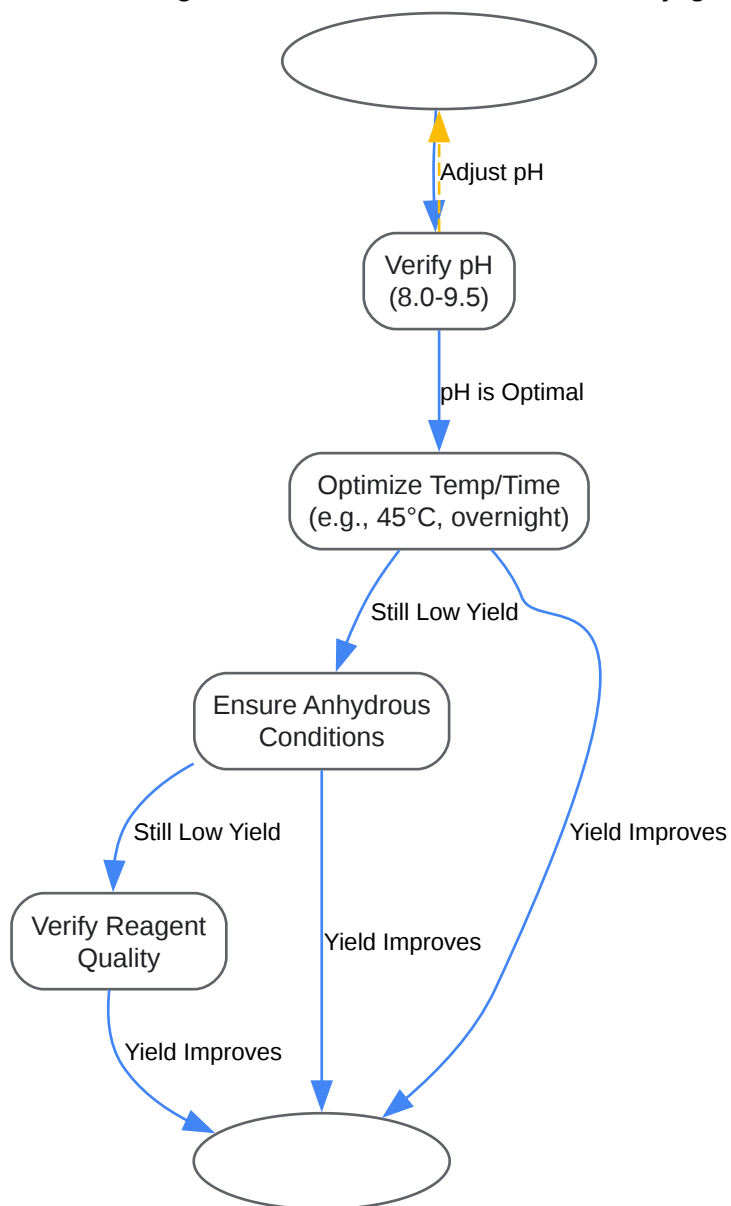 Adjust pH
Verify pH
(8.0-9.5)
pH is Optimal
Optimize Temp/Time
(e.g., 45°C, overnight)
Still Low Yield
Ensure Anhydrous
Conditions
Still Low Yield
Yield Improves
Verify Reagent
Quality
Yield Improves
Yield Improves